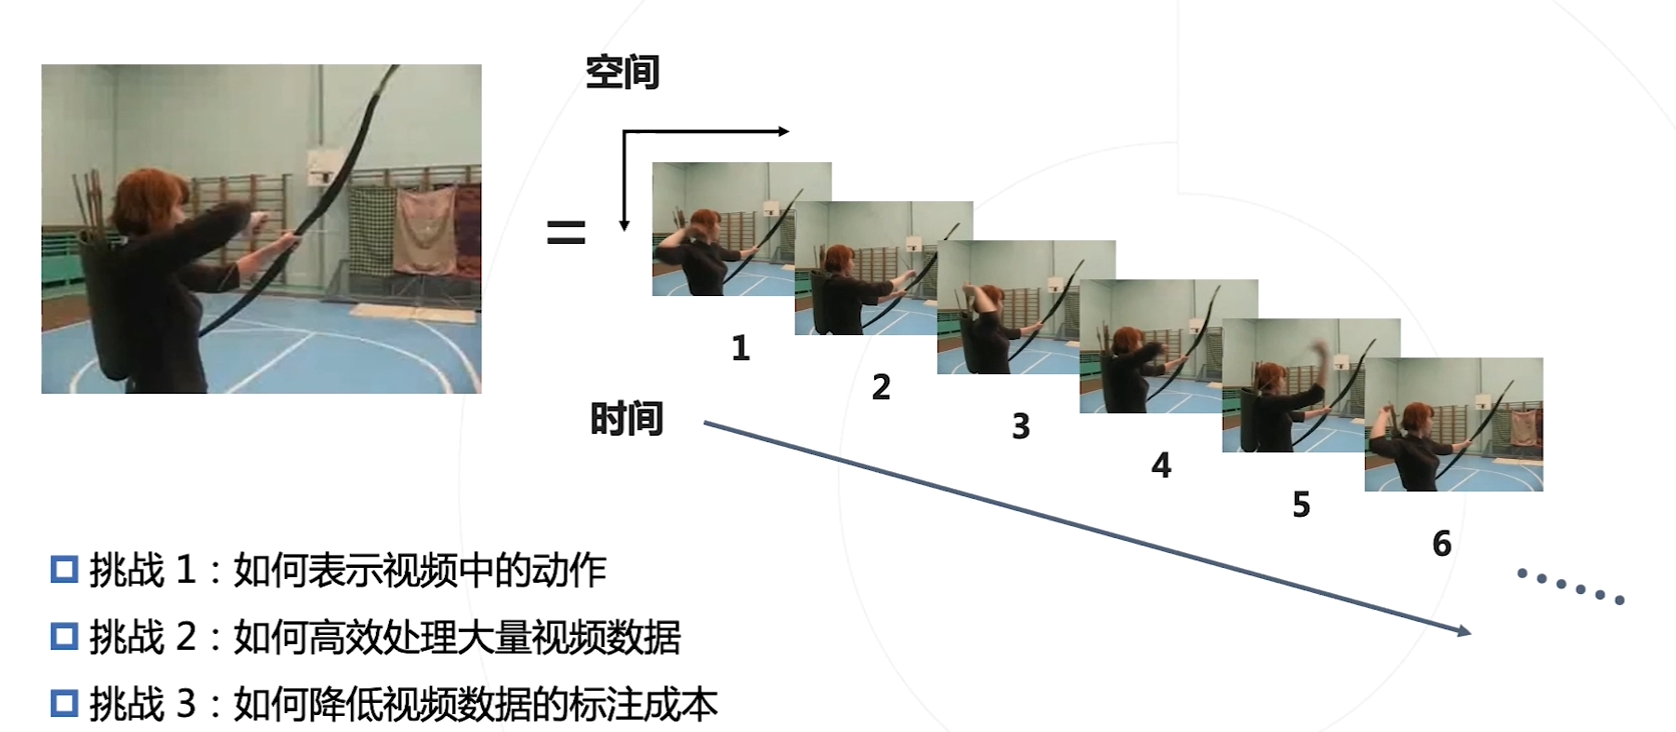 空间
=
1
2
3
4
5
6
时间
挑战 1：如何表示视频中的动作
挑战 2：如何高效处理大量视频数据
挑战 3：如何降低视频数据的标注成本